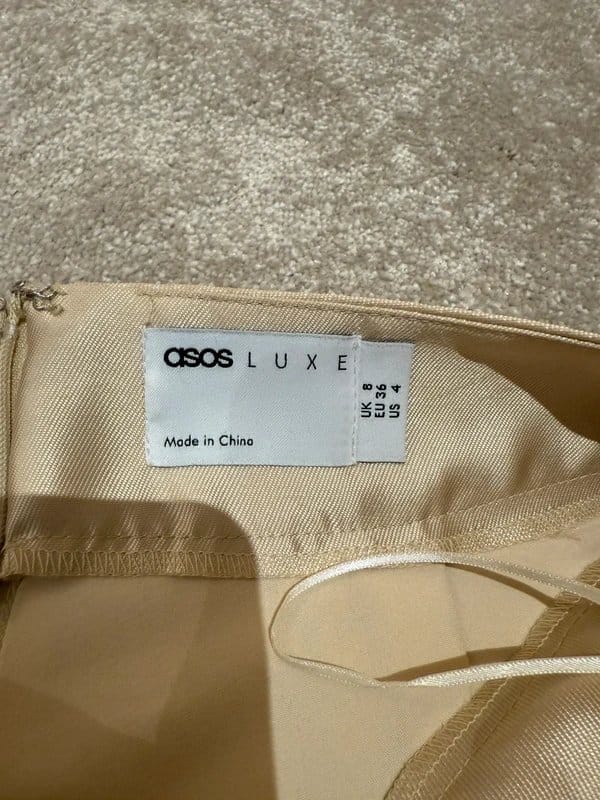 asos LUXE
Made in China
UK 8
EU 36
US 4